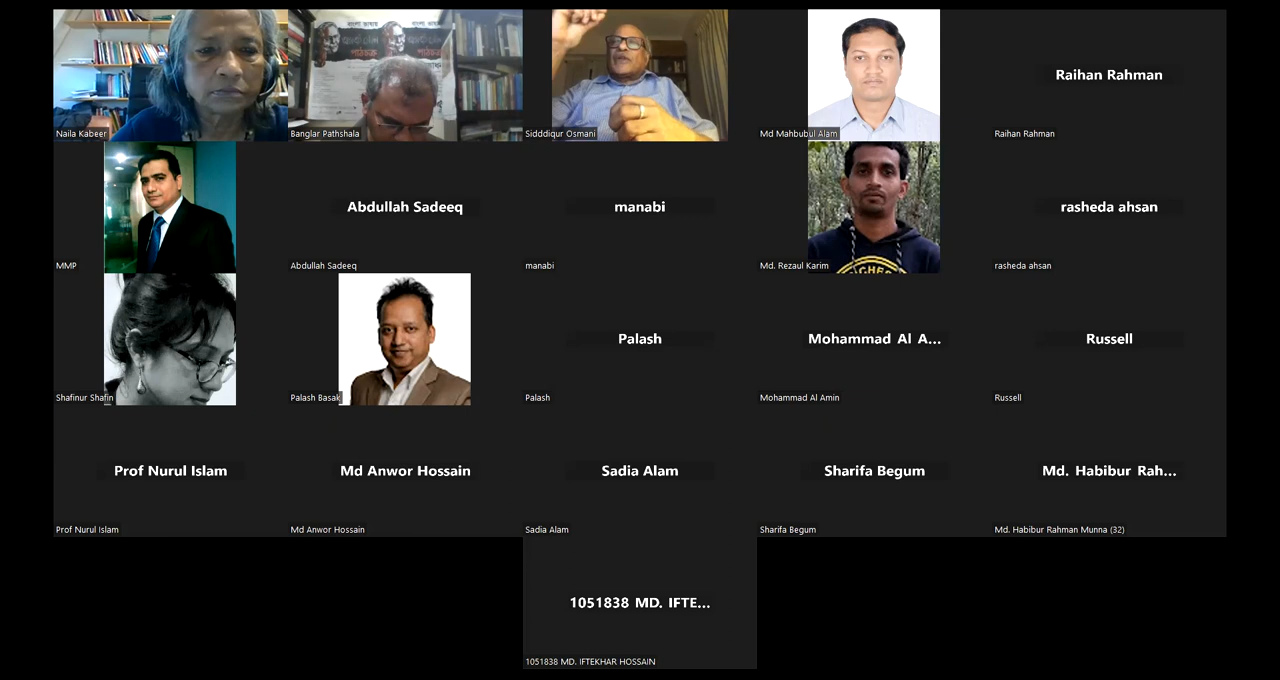 Naila Kabeer
বাংলা ভাষায়
পাঠচক্র
পাঠচক্র
Banglar Pathshala
Sidddiqur Osmani
Md Mahbubul Alam
Raihan Rahman
Raihan Rahman
MMP
Abdullah Sadeeq
Abdullah Sadeeq
manabi
manabi
Md. Rezaul Karim
rasheda ahsan
rasheda ahsan
Shafinur Shafin
Palash Basak
Palash
Palash
Mohammad Al A...
Mohammad Al Amin
Russell
Russell
Prof Nurul Islam
Prof Nurul Islam
Md Anwor Hossain
Md Anwor Hossain
Sadia Alam
Sadia Alam
Sharifa Begum
Sharifa Begum
Md. Habibur Rah...
Md. Habibur Rahman Munna (32)
1051838 MD. IFTE...
1051838 MD. IFTEKHAR HOSSAIN